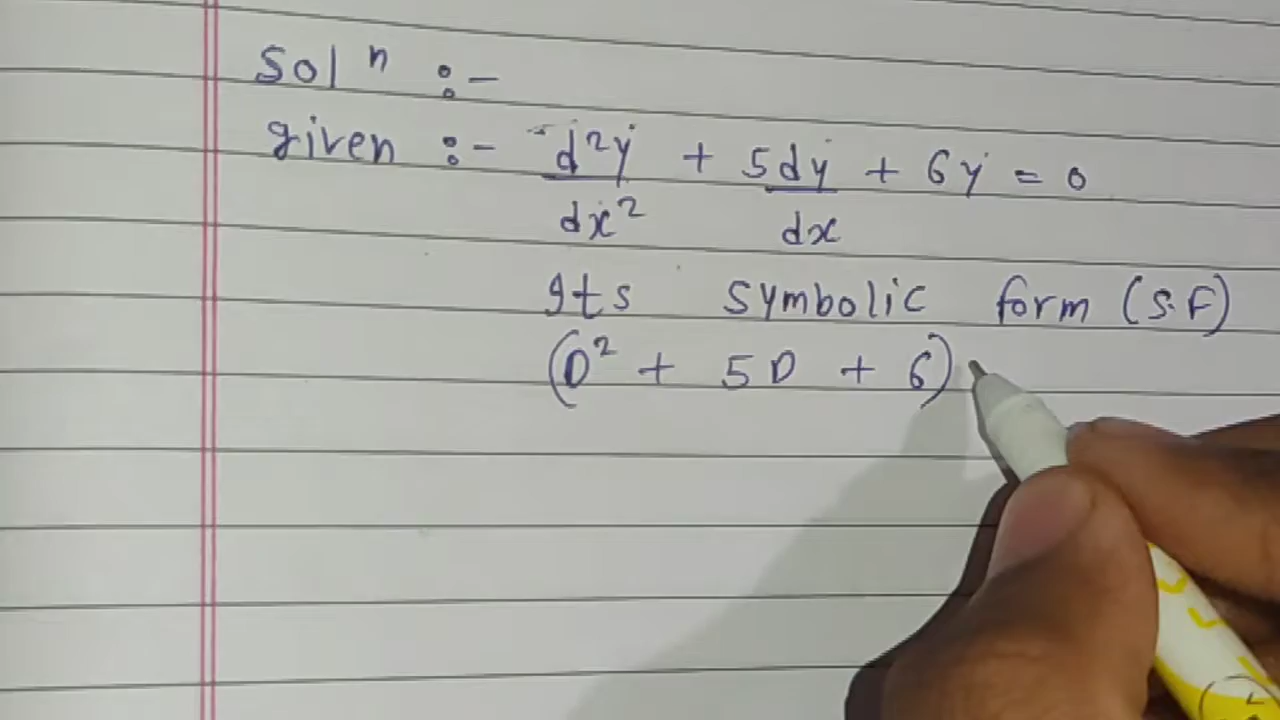 Solⁿ :-
given :- d²y/dx² + 5dy/dx + 6y = 0
Its symbolic form (S.F)
(D² + 5D + 6)